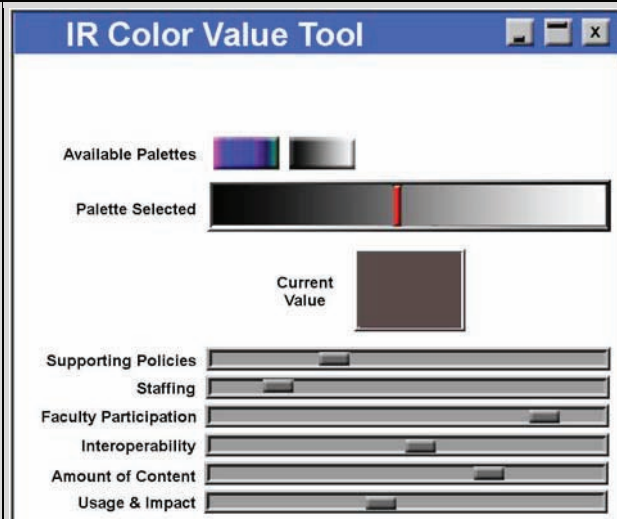 IR Color Value Tool
x
Available Palettes
Palette Selected
Current
Value
Supporting Policies
Staffing
Faculty Participation
Interoperability
Amount of Content
Usage & Impact